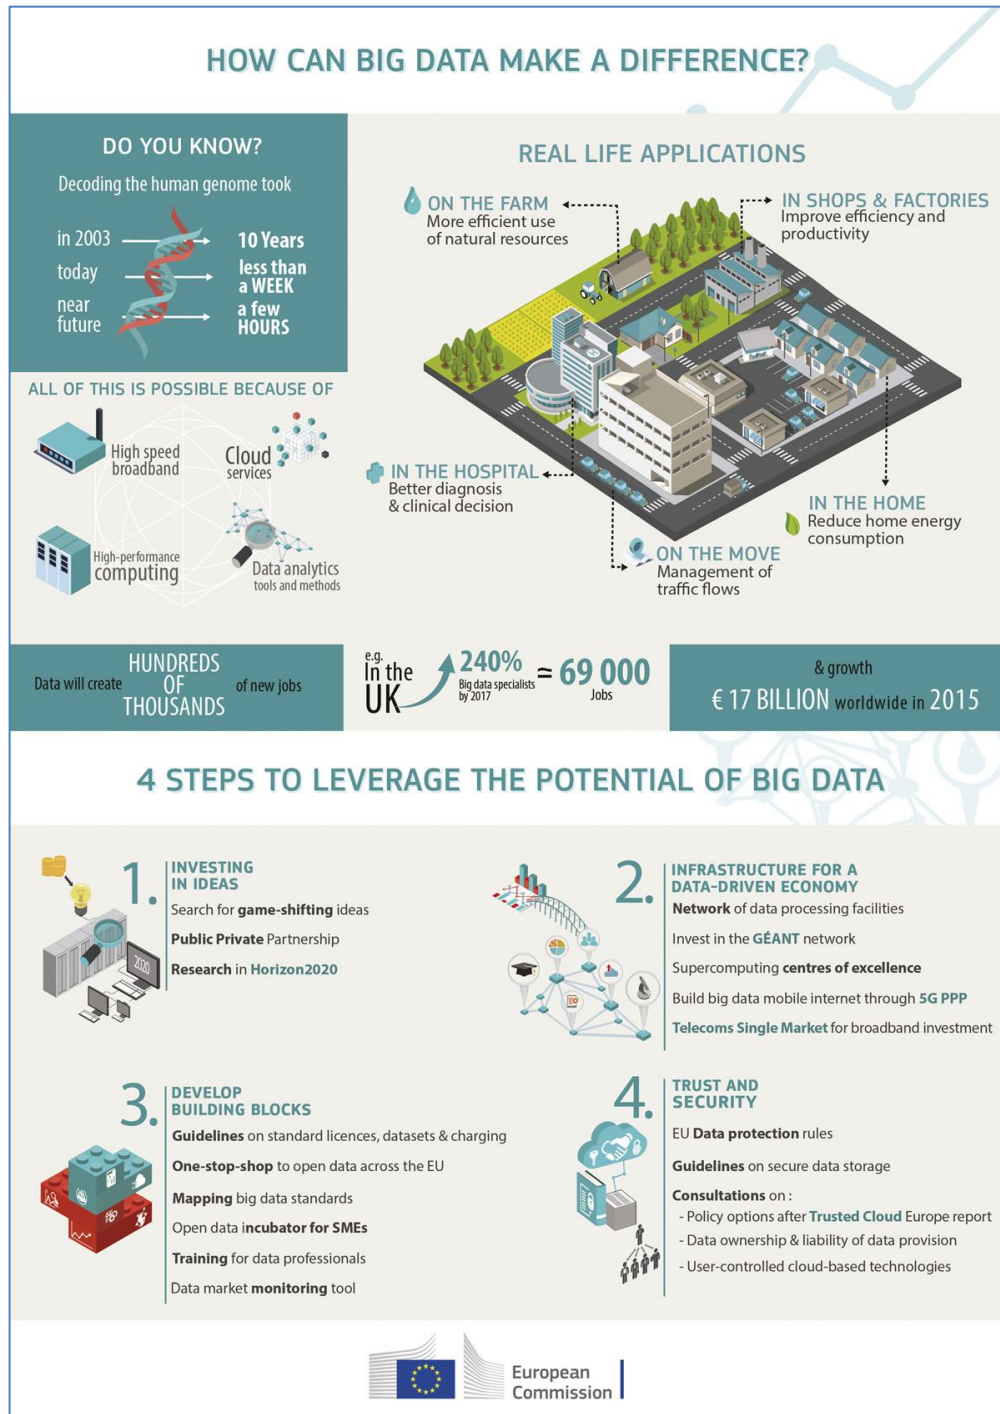 HOW CAN BIG DATA MAKE A DIFFERENCE?
DO YOU KNOW?
Decoding the human genome took
in 2003
10 Years
today
less than
a WEEK
near
future
a few
HOURS
ALL OF THIS IS POSSIBLE BECAUSE OF
High speed
broadband
Cloud
services
High-performance
computing
Data analytics
tools and methods
REAL LIFE APPLICATIONS
ON THE FARM
More efficient use
of natural resources
IN SHOPS & FACTORIES
Improve efficiency and
productivity
IN THE HOSPITAL
Better diagnosis
& clinical decision
IN THE HOME
Reduce home energy
consumption
ON THE MOVE
Management of
traffic flows
Data will create
HUNDREDS
OF
THOUSANDS
of new jobs
e.g.
In the
UK
240%
Big data specialists
by 2017
=
69 000
Jobs
& growth
€ 17 BILLION worldwide in 2015
4 STEPS TO LEVERAGE THE POTENTIAL OF BIG DATA
1.
INVESTING
IN IDEAS
Search for game-shifting ideas
Public Private Partnership
Research in Horizon2020
2020
2.
INFRASTRUCTURE FOR A
DATA-DRIVEN ECONOMY
Network of data processing facilities
Invest in the GÉANT network
Supercomputing centres of excellence
Build big data mobile internet through 5G PPP
Telecoms Single Market for broadband investment
3.
DEVELOP
BUILDING BLOCKS
Guidelines on standard licences, datasets & charging
One-stop-shop to open data across the EU
Mapping big data standards
Open data incubator for SMEs
Training for data professionals
Data market monitoring tool
4.
TRUST AND
SECURITY
EU Data protection rules
Guidelines on secure data storage
Consultations on :
- Policy options after Trusted Cloud Europe report
- Data ownership & liability of data provision
- User-controlled cloud-based technologies
European
Commission